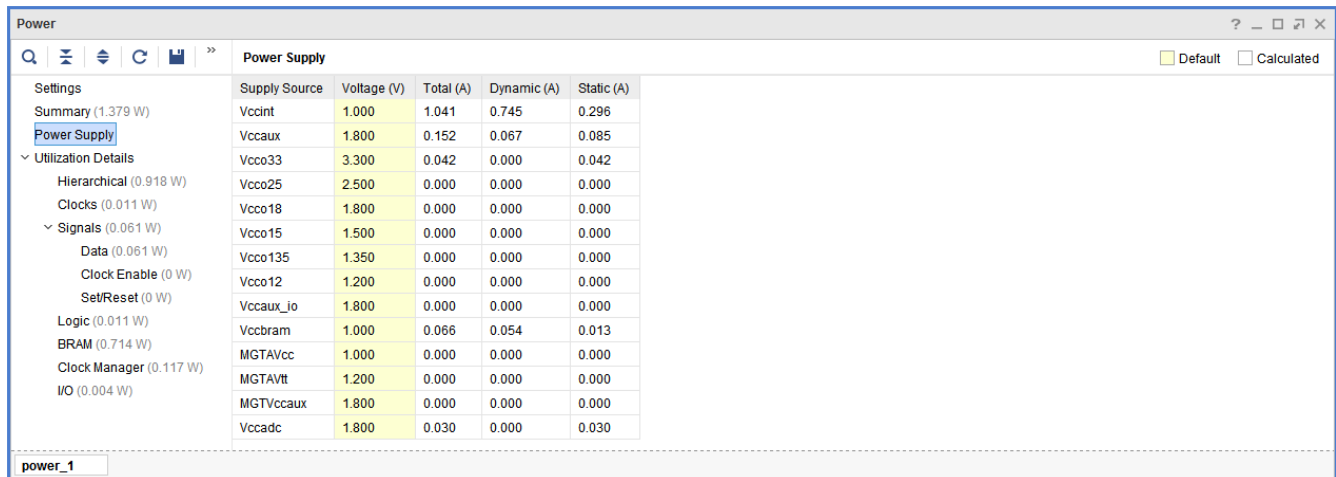 Power
Power Supply
Default
Calculated
Settings
Summary (1.379 W)
Power Supply
Utilization Details
Hierarchical (0.918 W)
Clocks (0.011 W)
Signals (0.061 W)
Data (0.061 W)
Clock Enable (0 W)
Set/Reset (0 W)
Logic (0.011 W)
BRAM (0.714 W)
Clock Manager (0.117 W)
I/O (0.004 W)
Supply Source Voltage (V) Total (A) Dynamic (A) Static (A)
Vccint 1.000 1.041 0.745 0.296
Vccaux 1.800 0.152 0.067 0.085
Vcco33 3.300 0.042 0.000 0.042
Vcco25 2.500 0.000 0.000 0.000
Vcco18 1.800 0.000 0.000 0.000
Vcco15 1.500 0.000 0.000 0.000
Vcco135 1.350 0.000 0.000 0.000
Vcco12 1.200 0.000 0.000 0.000
Vccaux_io 1.800 0.000 0.000 0.000
Vccbram 1.000 0.066 0.054 0.013
MGTAVcc 1.000 0.000 0.000 0.000
MGTAVtt 1.200 0.000 0.000 0.000
MGTVccaux 1.800 0.000 0.000 0.000
Vccadc 1.800 0.030 0.000 0.030
power_1